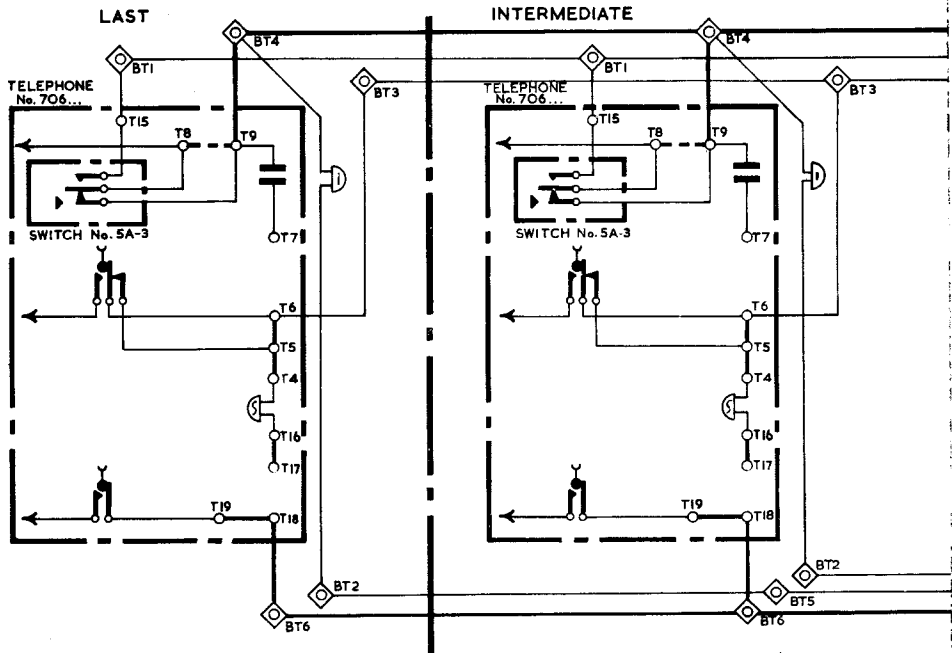 LAST
INTERMEDIATE
BT4
BT4
BT1
BT1
BT3
BT3
TELEPHONE
No. 706...
TELEPHONE
No. 706...
T15
T8
T9
T15
T8
T9
T7
T7
SWITCH No. 5A-3
SWITCH No. 5A-3
T6
T6
T5
T5
T4
T4
T16
T16
T17
T17
T19
T18
T19
T18
BT2
BT2
BT5
BT6
BT6